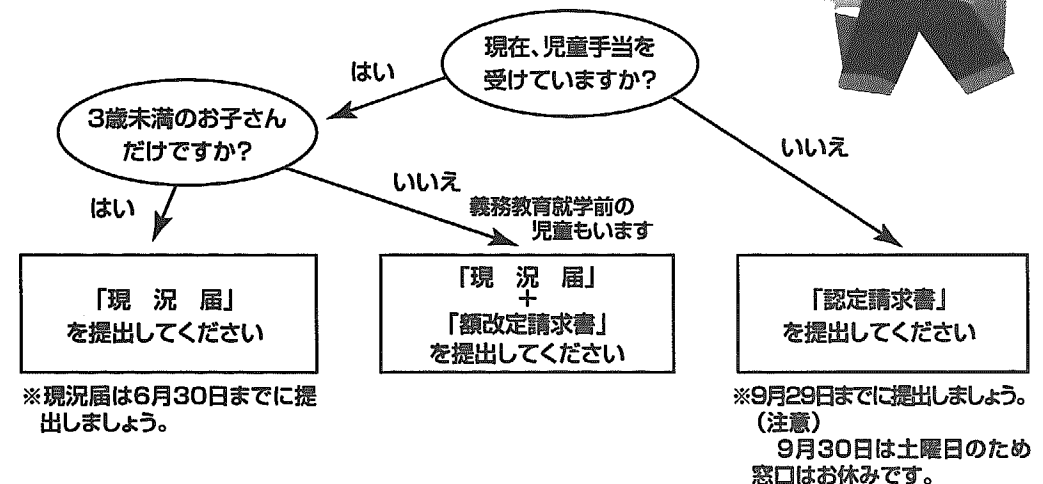 現在、児童手当を
受けていますか?
はい
3歳未満のお子さん
だけですか?
いいえ
はい
いいえ
義務教育就学前の
児童もいます
「現 況 届」
を提出してください
「現 況 届」
+
「額改定請求書」
を提出してください
「認定請求書」
を提出してください
※現況届は6月30日までに提
出しましょう。
※9月29日までに提出しましょう。
(注意)
9月30日は土曜日のため
窓口はお休みです。